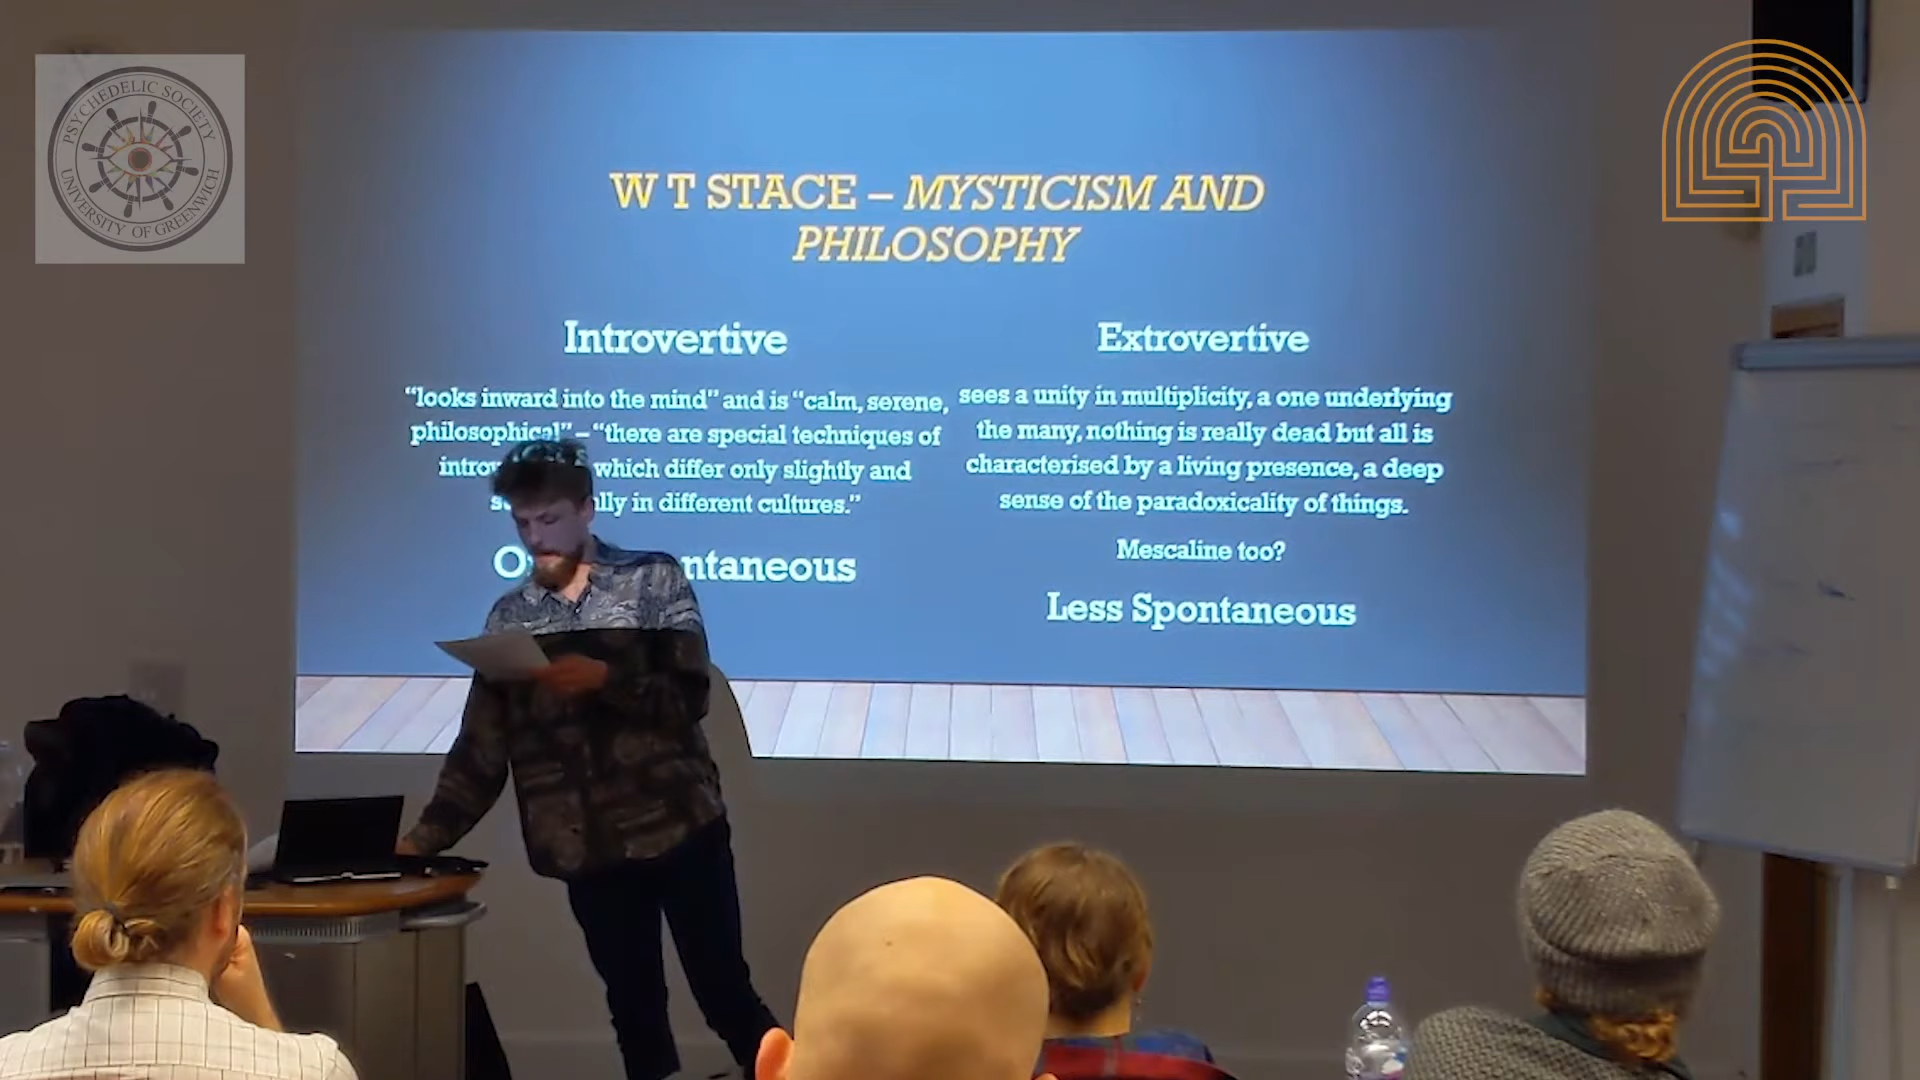 PSYCHEDELIC SOCIETY
UNIVERSITY OF GREENWICH
W T STACE – MYSTICISM AND
PHILOSOPHY
Introvertive
“looks inward into the mind” and is “calm, serene,
philosophical” – “there are special techniques of
which differ only slightly and
in different cultures.”
Extrovertive
sees a unity in multiplicity, a one underlying
the many, nothing is really dead but all is
characterised by a living presence, a deep
sense of the paradoxicality of things.
Mescaline too?
Less Spontaneous